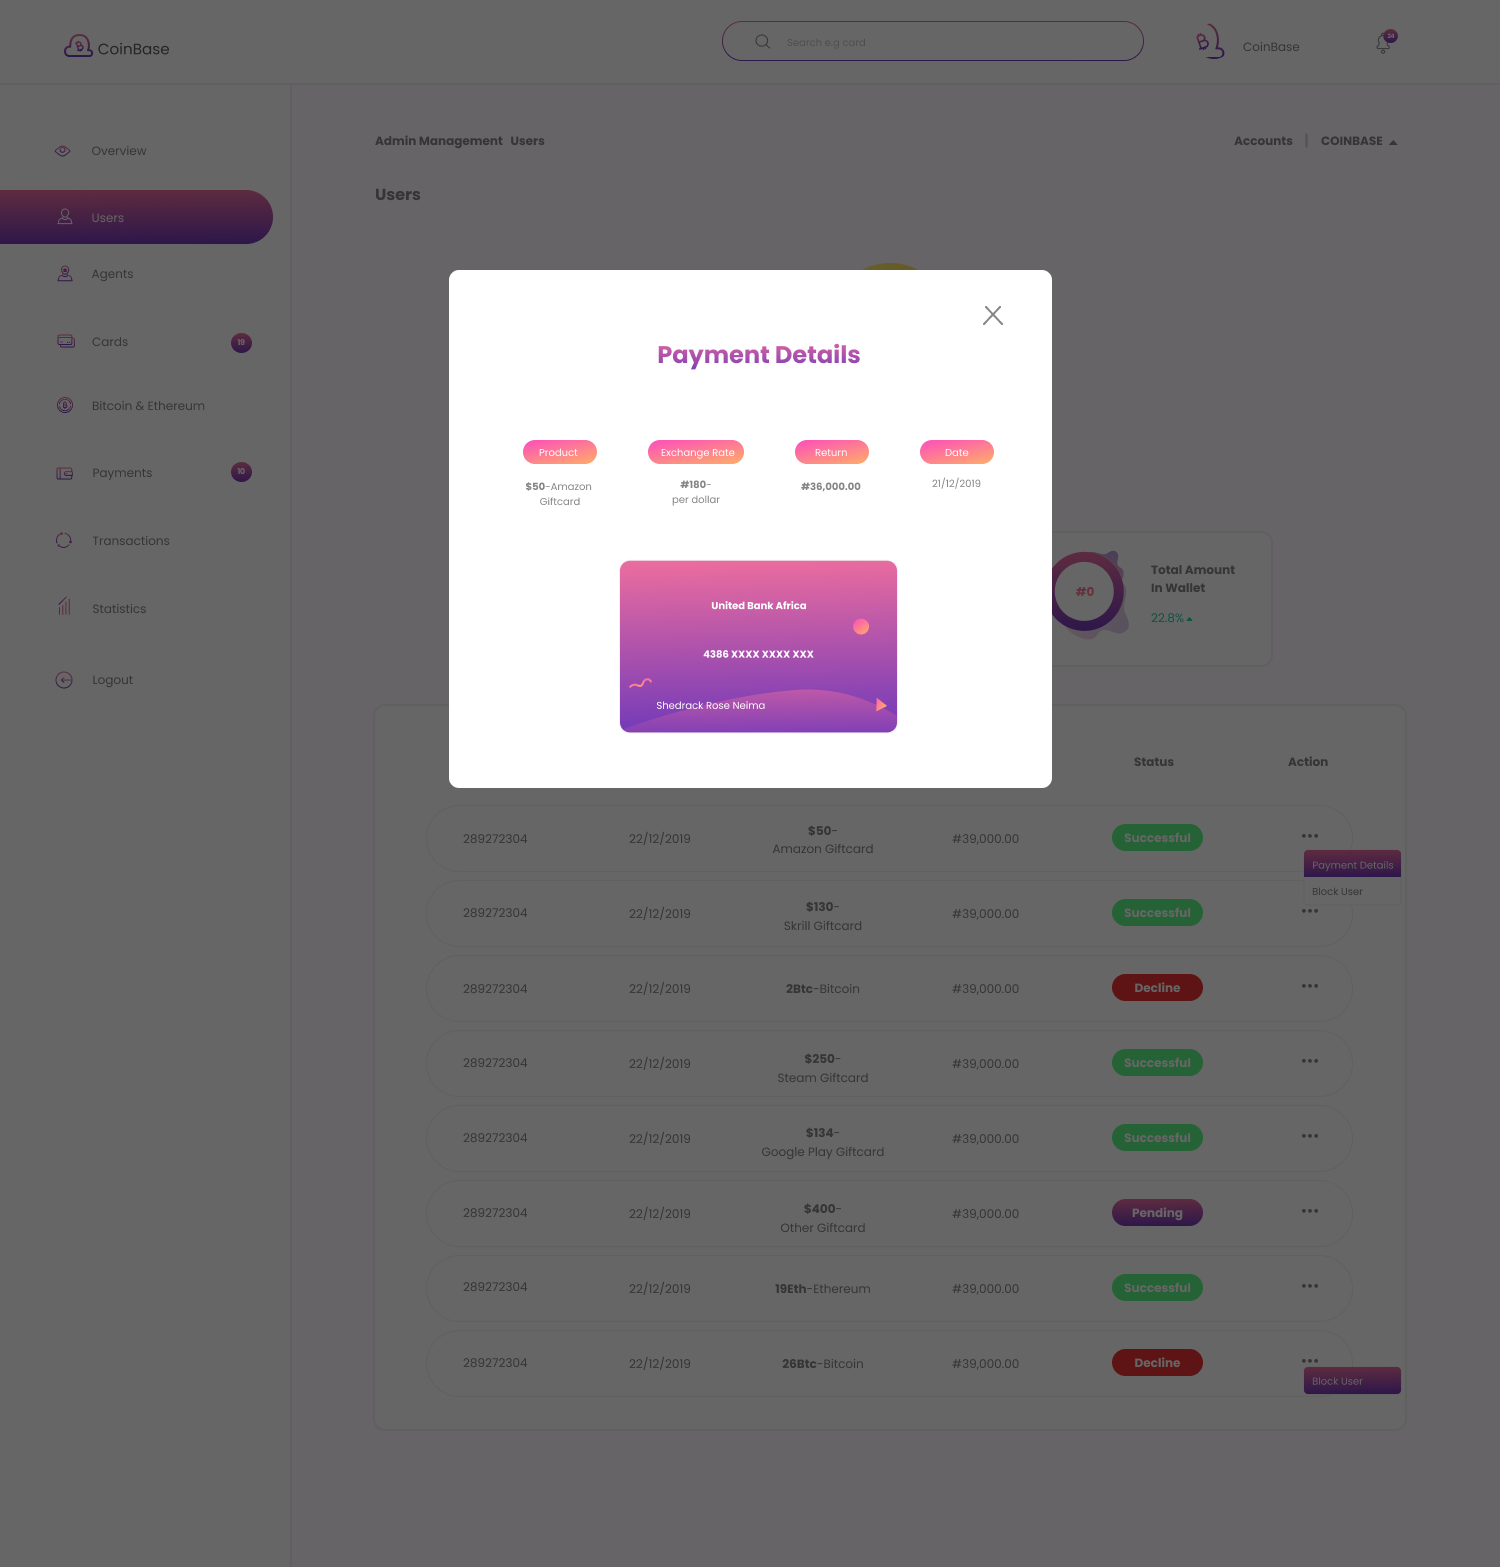 CoinBase
Search e.g card
CoinBase
24
Overview
Users
Agents
Cards
19
Bitcoin & Ethereum
Payments
10
Transactions
Statistics
Logout
Admin Management Users
Accounts | COINBASE
Users
Payment Details
Product
Exchange Rate
Return
Date
$50-Amazon
Giftcard
#180-
per dollar
#36,000.00
21/12/2019
United Bank Africa
4386 XXXX XXXX XXX
Shedrack Rose Neima
#0
Total Amount
In Wallet
22.8%
Status
Action
289272304
22/12/2019
$50-
Amazon Giftcard
#39,000.00
Successful
Payment Details
Block User
289272304
22/12/2019
$130-
Skrill Giftcard
#39,000.00
Successful
289272304
22/12/2019
2Btc-Bitcoin
#39,000.00
Decline
289272304
22/12/2019
$250-
Steam Giftcard
#39,000.00
Successful
289272304
22/12/2019
$134-
Google Play Giftcard
#39,000.00
Successful
289272304
22/12/2019
$400-
Other Giftcard
#39,000.00
Pending
289272304
22/12/2019
19Eth-Ethereum
#39,000.00
Successful
289272304
22/12/2019
26Btc-Bitcoin
#39,000.00
Decline
Block User